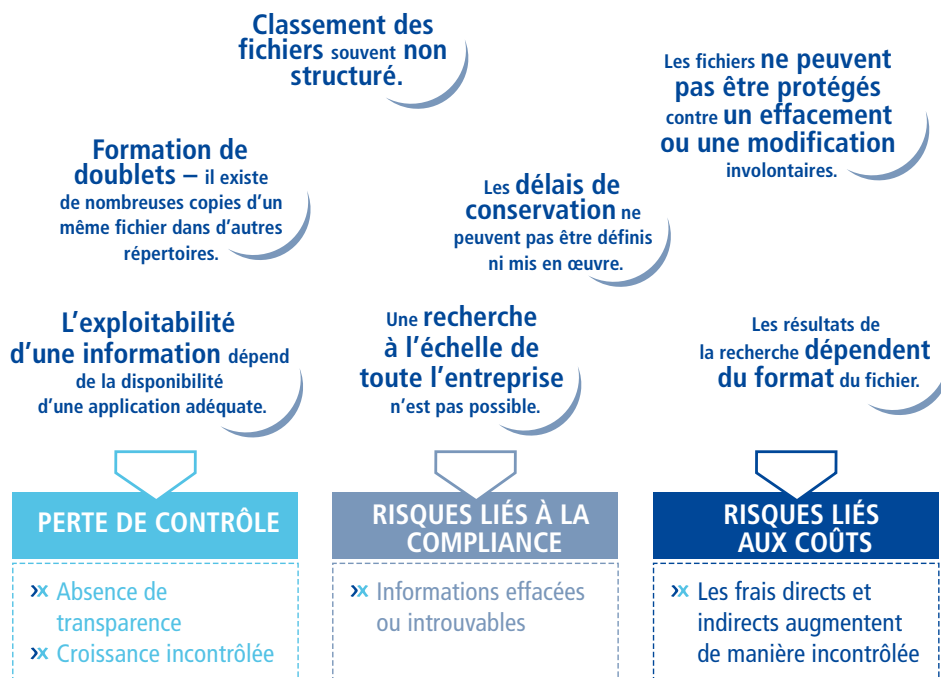 Classement des
fichiers souvent non
structuré.
Les fichiers ne peuvent
pas être protégés
contre un effacement
ou une modification
involontaires.
Formation de
doublets – il existe
de nombreuses copies d’un
même fichier dans d’autres
répertoires.
Les délais de
conservation ne
peuvent pas être définis
ni mis en œuvre.
L’exploitabilité
d’une information dépend
de la disponibilité
d’une application adéquate.
Une recherche
à l’échelle de
toute l’entreprise
n’est pas possible.
Les résultats de
la recherche dépendent
du format du fichier.
PERTE DE CONTRÔLE
Absence de
transparence
Croissance incontrôlée
RISQUES LIÉS À LA
COMPLIANCE
Informations effacées
ou introuvables
RISQUES LIÉS
AUX COÛTS
Les frais directs et
indirects augmentent
de manière incontrôlée